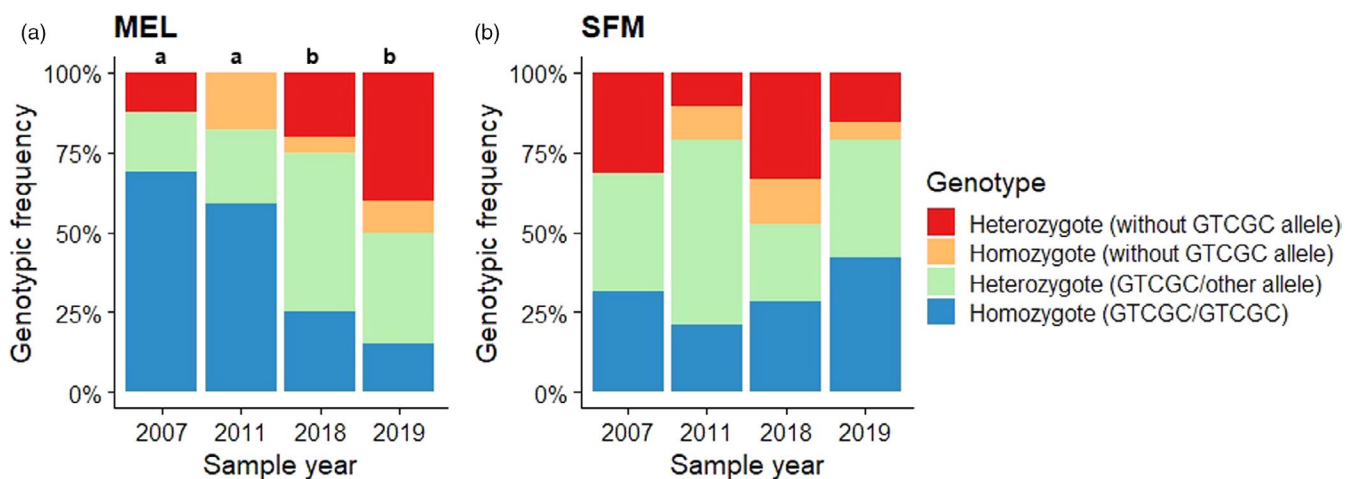 (a)
MEL
a a b b
100%
75%
50%
25%
0%
Genotypic frequency
2007 2011 2018 2019
Sample year
(b)
SFM
100%
75%
50%
25%
0%
Genotypic frequency
2007 2011 2018 2019
Sample year
Genotype
Heterozygote (without GTCGC allele)
Homozygote (without GTCGC allele)
Heterozygote (GTCGC/other allele)
Homozygote (GTCGC/GTCGC)